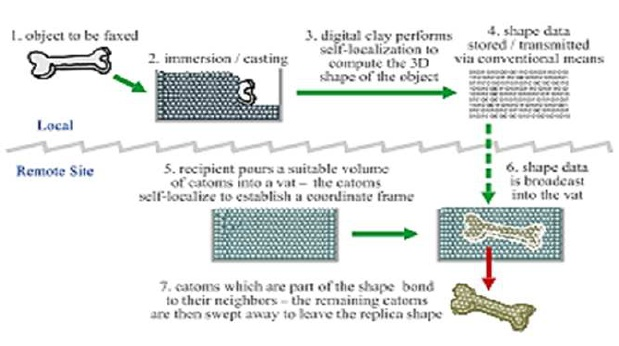 1. object to be faxed
2. immersion / casting
3. digital clay performs
self-localization to
compute the 3D
shape of the object
4. shape data
stored / transmitted
via conventional means
Local
Remote Site
5. recipient pours a suitable volume
of catoms into a vat – the catoms
self-localize to establish a coordinate frame
6. shape data
is broadcast
into the vat
7. catoms which are part of the shape bond
to their neighbors – the remaining catoms
are then swept away to leave the replica shape